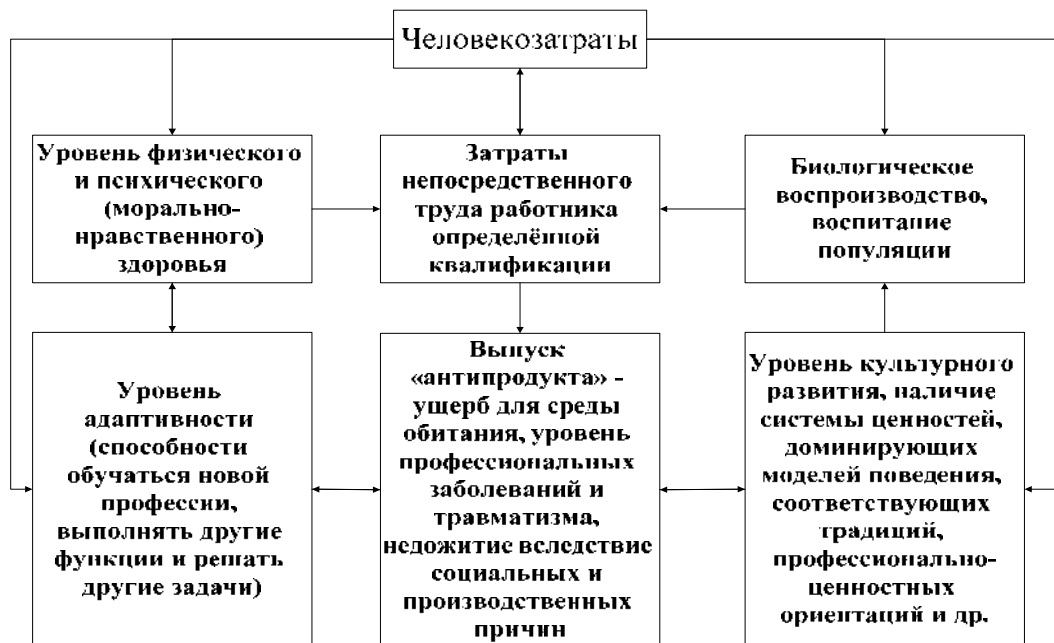 Человекозатраты
Уровень физического
и психического
(морально-
нравственного)
здоровья
Затраты
непосредственного
труда работника
определённой
квалификации
Биологическое
воспроизводство,
воспитание
популяции
Уровень
адаптивности
(способности
обучаться новой
профессии,
выполнять другие
функции и решать
другие задачи)
Выпуск
«антипродукта» -
ущерб для среды
обитания, уровень
профессиональных
заболеваний и
травматизма,
недожитие вследствие
социальных и
производственных
причин
Уровень культурного
развития, наличие
системы ценностей,
доминирующих
моделей поведения,
соответствующих
традиций,
профессионально-
ценностных
ориентаций и др.